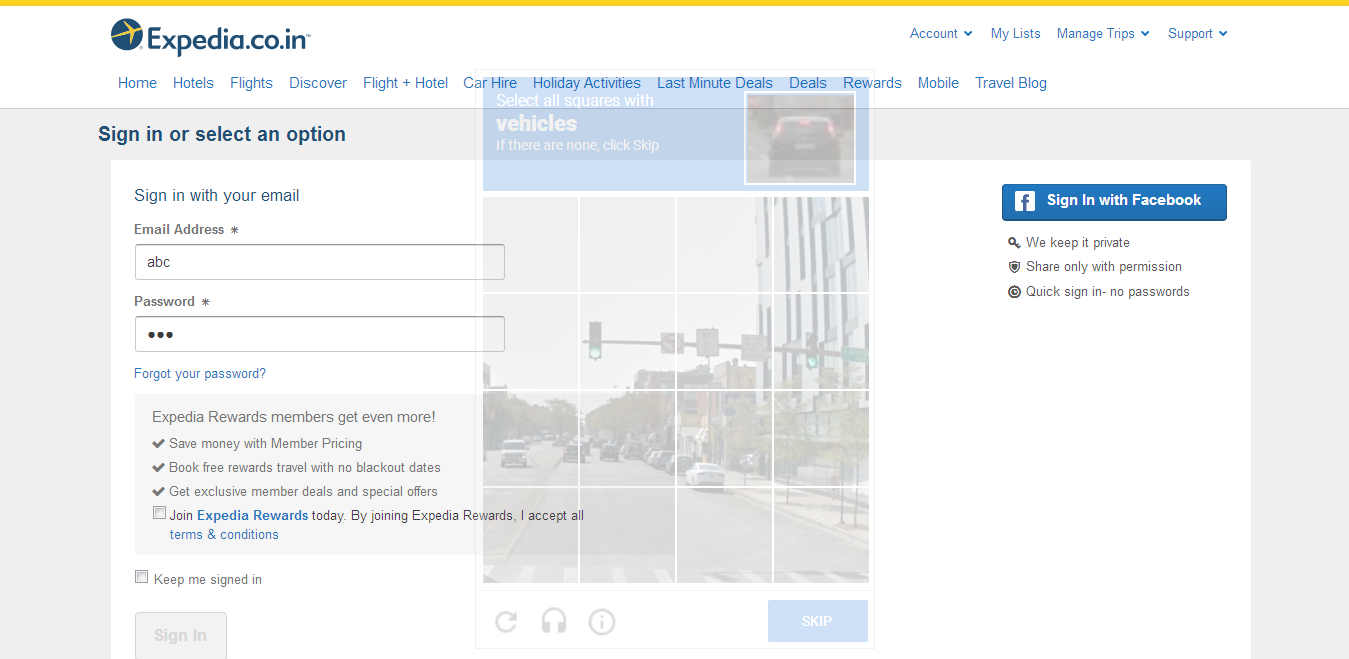 Expedia.co.in™
Account My Lists Manage Trips Support
Home Hotels Flights Discover Flight + Hotel Car Hire Holiday Activities Last Minute Deals Deals Rewards Mobile Travel Blog
Sign in or select an option
Sign in with your email
Email Address *
abc
Password *
Forgot your password?
Expedia Rewards members get even more!
Save money with Member Pricing
Book free rewards travel with no blackout dates
Get exclusive member deals and special offers
Join Expedia Rewards today. By joining Expedia Rewards, I accept all
terms & conditions
Keep me signed in
Sign In
Select all squares with
vehicles
If there are none, click Skip
SKIP
Sign In with Facebook
We keep it private
Share only with permission
Quick sign in- no passwords